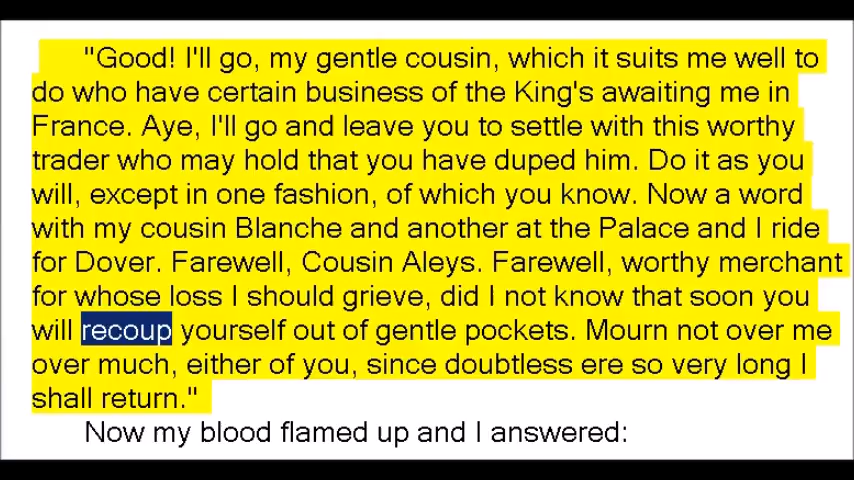 "Good! I'll go, my gentle cousin, which it suits me well to
do who have certain business of the King's awaiting me in
France. Aye, I'll go and leave you to settle with this worthy
trader who may hold that you have duped him. Do it as you
will, except in one fashion, of which you know. Now a word
with my cousin Blanche and another at the Palace and I ride
for Dover. Farewell, Cousin Aleys. Farewell, worthy merchant
for whose loss I should grieve, did I not know that soon you
will recoup yourself out of gentle pockets. Mourn not over me
over much, either of you, since doubtless ere so very long I
shall return."
Now my blood flamed up and I answered: